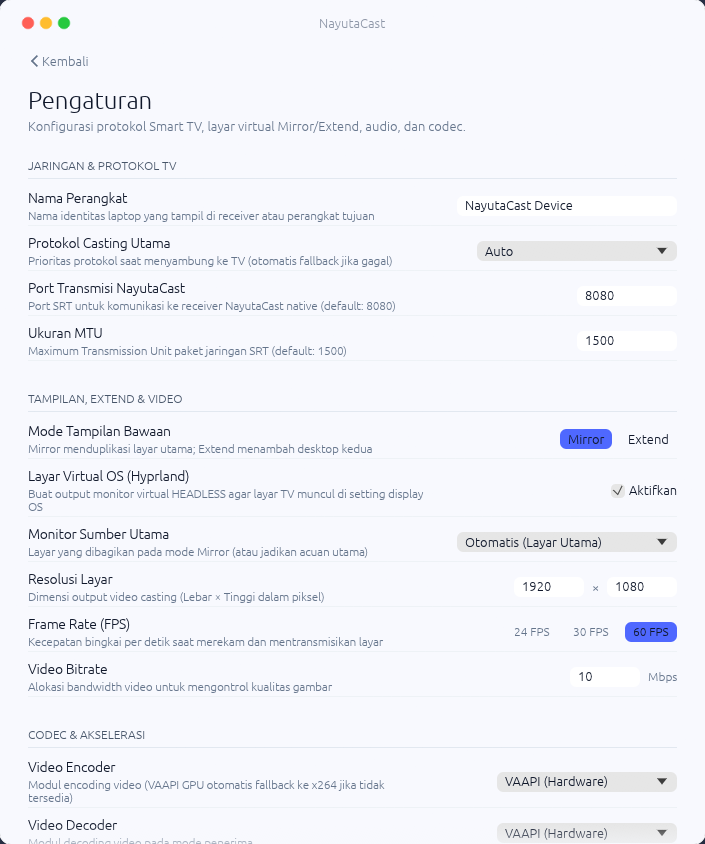 NayutaCast
Kembali
Pengaturan
Konfigurasi protokol Smart TV, layar virtual Mirror/Extend, audio, dan codec.
JARINGAN & PROTOKOL TV
Nama Perangkat
Nama identitas laptop yang tampil di receiver atau perangkat tujuan
NayutaCast Device
Protokol Casting Utama
Prioritas protokol saat menyambung ke TV (otomatis fallback jika gagal)
Auto
Port Transmisi NayutaCast
Port SRT untuk komunikasi ke receiver NayutaCast native (default: 8080)
8080
Ukuran MTU
Maximum Transmission Unit paket jaringan SRT (default: 1500)
1500
TAMPILAN, EXTEND & VIDEO
Mode Tampilan Bawaan
Mirror menduplikasi layar utama; Extend menambah desktop kedua
Mirror Extend
Layar Virtual OS (Hyprland)
Buat output monitor virtual HEADLESS agar layar TV muncul di setting display
OS
Aktifkan
Monitor Sumber Utama
Layar yang dibagikan pada mode Mirror (atau jadikan acuan utama)
Otomatis (Layar Utama)
Resolusi Layar
Dimensi output video casting (Lebar × Tinggi dalam piksel)
1920 × 1080
Frame Rate (FPS)
Kecepatan bingkai per detik saat merekam dan mentransmisikan layar
24 FPS 30 FPS 60 FPS
Video Bitrate
Alokasi bandwidth video untuk mengontrol kualitas gambar
10 Mbps
CODEC & AKSELERASI
Video Encoder
Modul encoding video (VAAPI GPU otomatis fallback ke x264 jika tidak
tersedia)
VAAPI (Hardware)
Video Decoder
Modul decoding video pada mode penerima
VAAPI (Hardware)